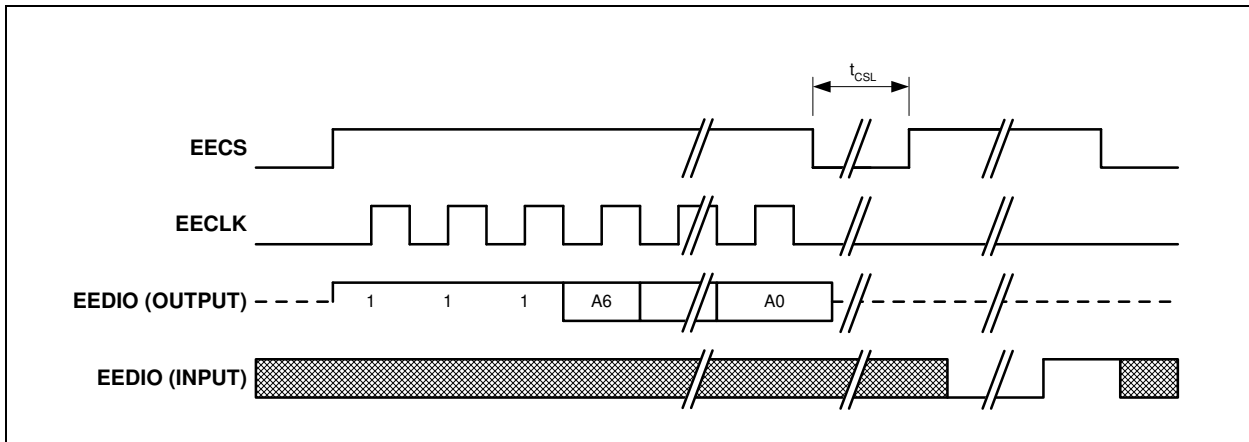 tCSL
EECS
EECLK
EEDIO (OUTPUT)
1 1 1 A6 A0
EEDIO (INPUT)